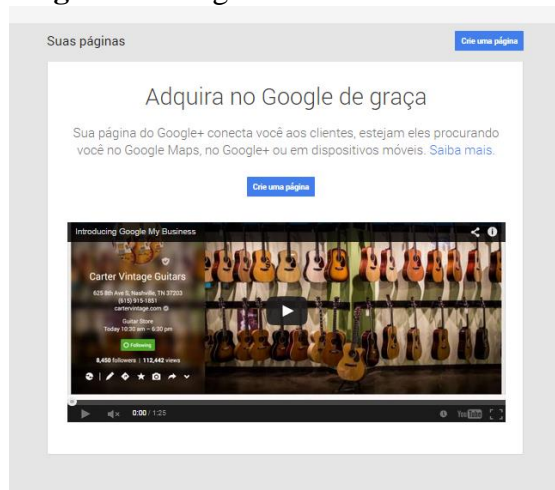 Suas páginas
Crie uma página
Adquira no Google de graça
Sua página do Google+ conecta você aos clientes, estejam eles procurando
você no Google Maps, no Google+ ou em dispositivos móveis. Saiba mais.
Crie uma página
Introducing Google My Business
Carter Vintage Guitars
625 8th Ave S, Nashville, TN 37203
(615) 915-1851
cartervintage.com
Guitar Store
Today 10:30 am – 6:30 pm
Following
8,450 followers | 112,442 views
0:00 / 1:25
YouTube